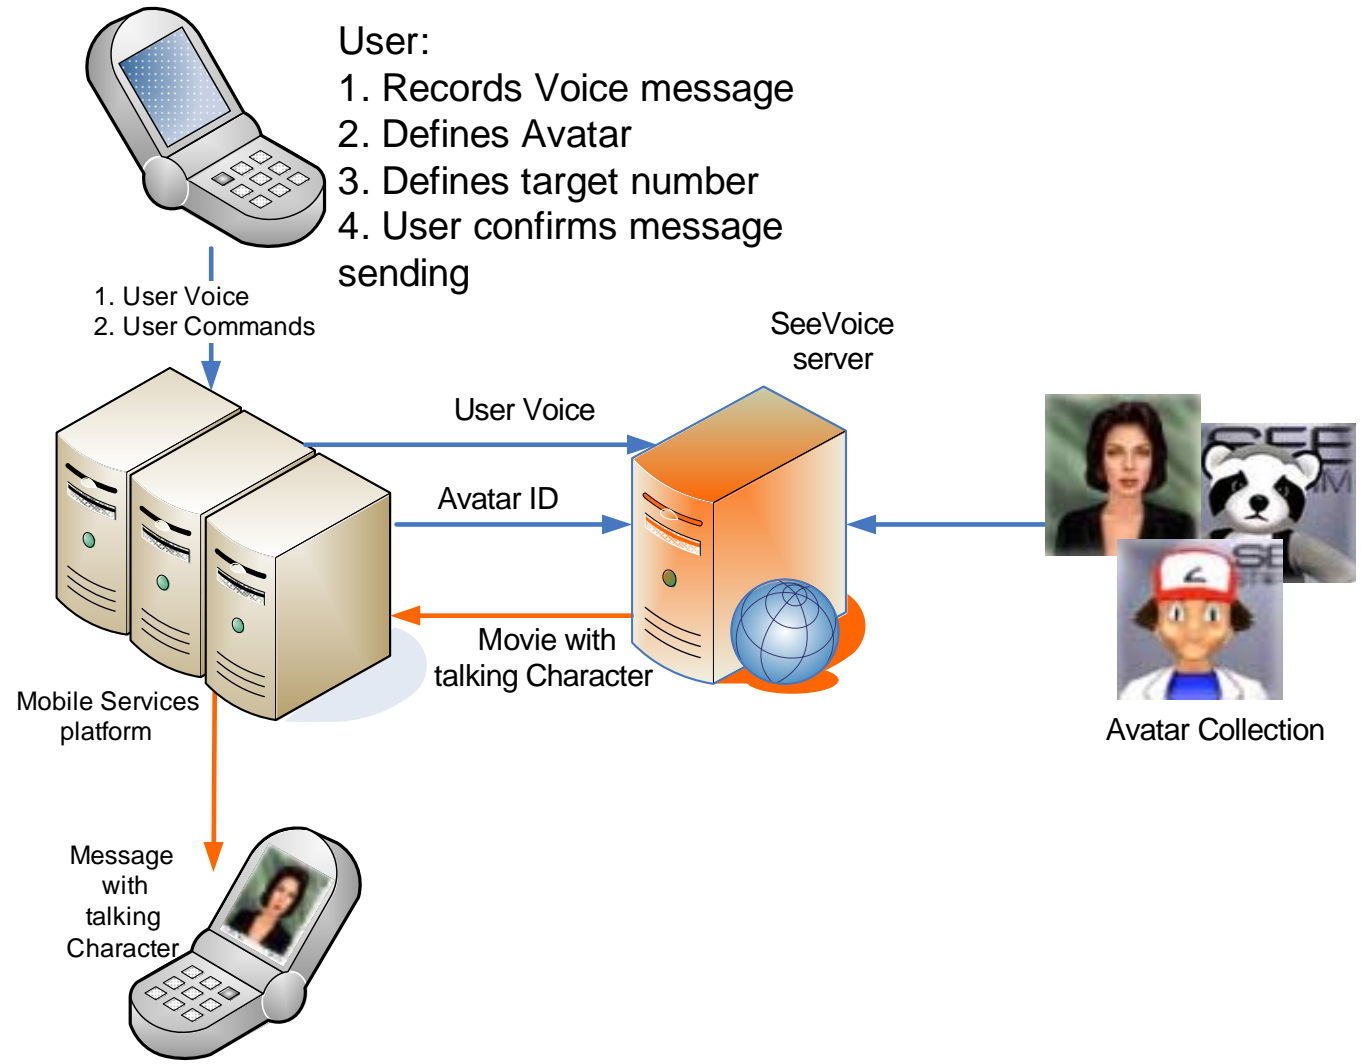 User:
1. Records Voice message
2. Defines Avatar
3. Defines target number
4. User confirms message
sending
1. User Voice
2. User Commands
SeeVoice
server
User Voice
Avatar ID
Movie with
talking Character
Mobile Services
platform
Avatar Collection
Message
with
talking
Character